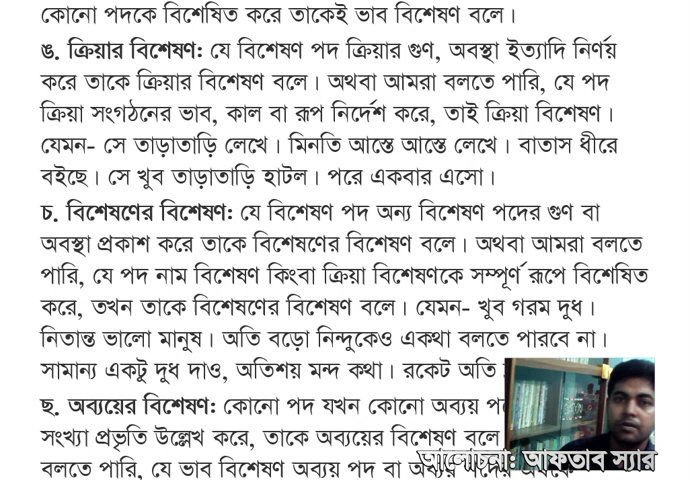 কোনো পদকে বিশেষিত করে তাকেই ভাব বিশেষণ বলে।
ঙ. ক্রিয়ার বিশেষণ: যে বিশেষণ পদ ক্রিয়ার গুণ, অবস্থা ইত্যাদি নির্ণয়
করে তাকে ক্রিয়ার বিশেষণ বলে। অথবা আমরা বলতে পারি, যে পদ
ক্রিয়া সংগঠনের ভাব, কাল বা রূপ নির্দেশ করে, তাই ক্রিয়া বিশেষণ।
যেমন- সে তাড়াতাড়ি লেখে। মিনতি আস্তে আস্তে লেখে। বাতাস ধীরে
বইছে। সে খুব তাড়াতাড়ি হাটল। পরে একবার এসো।
চ. বিশেষণের বিশেষণ: যে বিশেষণ পদ অন্য বিশেষণ পদের গুণ বা
অবস্থা প্রকাশ করে তাকে বিশেষণের বিশেষণ বলে। অথবা আমরা বলতে
পারি, যে পদ নাম বিশেষণ কিংবা ক্রিয়া বিশেষণকে সম্পূর্ণ রূপে বিশেষিত
করে, তখন তাকে বিশেষণের বিশেষণ বলে। যেমন- খুব গরম দুধ।
নিতান্ত ভালো মানুষ। অতি বড়ো নিন্দুকেও একথা বলতে পারবে না।
সামান্য একটু দুধ দাও, অতিশয় মন্দ কথা। রকেট অতি
ছ. অব্যয়ের বিশেষণ: কোনো পদ যখন কোনো অব্যয়
সংখ্যা প্রভৃতি উল্লেখ করে, তাকে অব্যয়ের বিশেষণ বলে
আলোচনা: আফতাব স্যার
বলতে পারি, যে ভাব বিশেষণ অব্যয় পদ বা